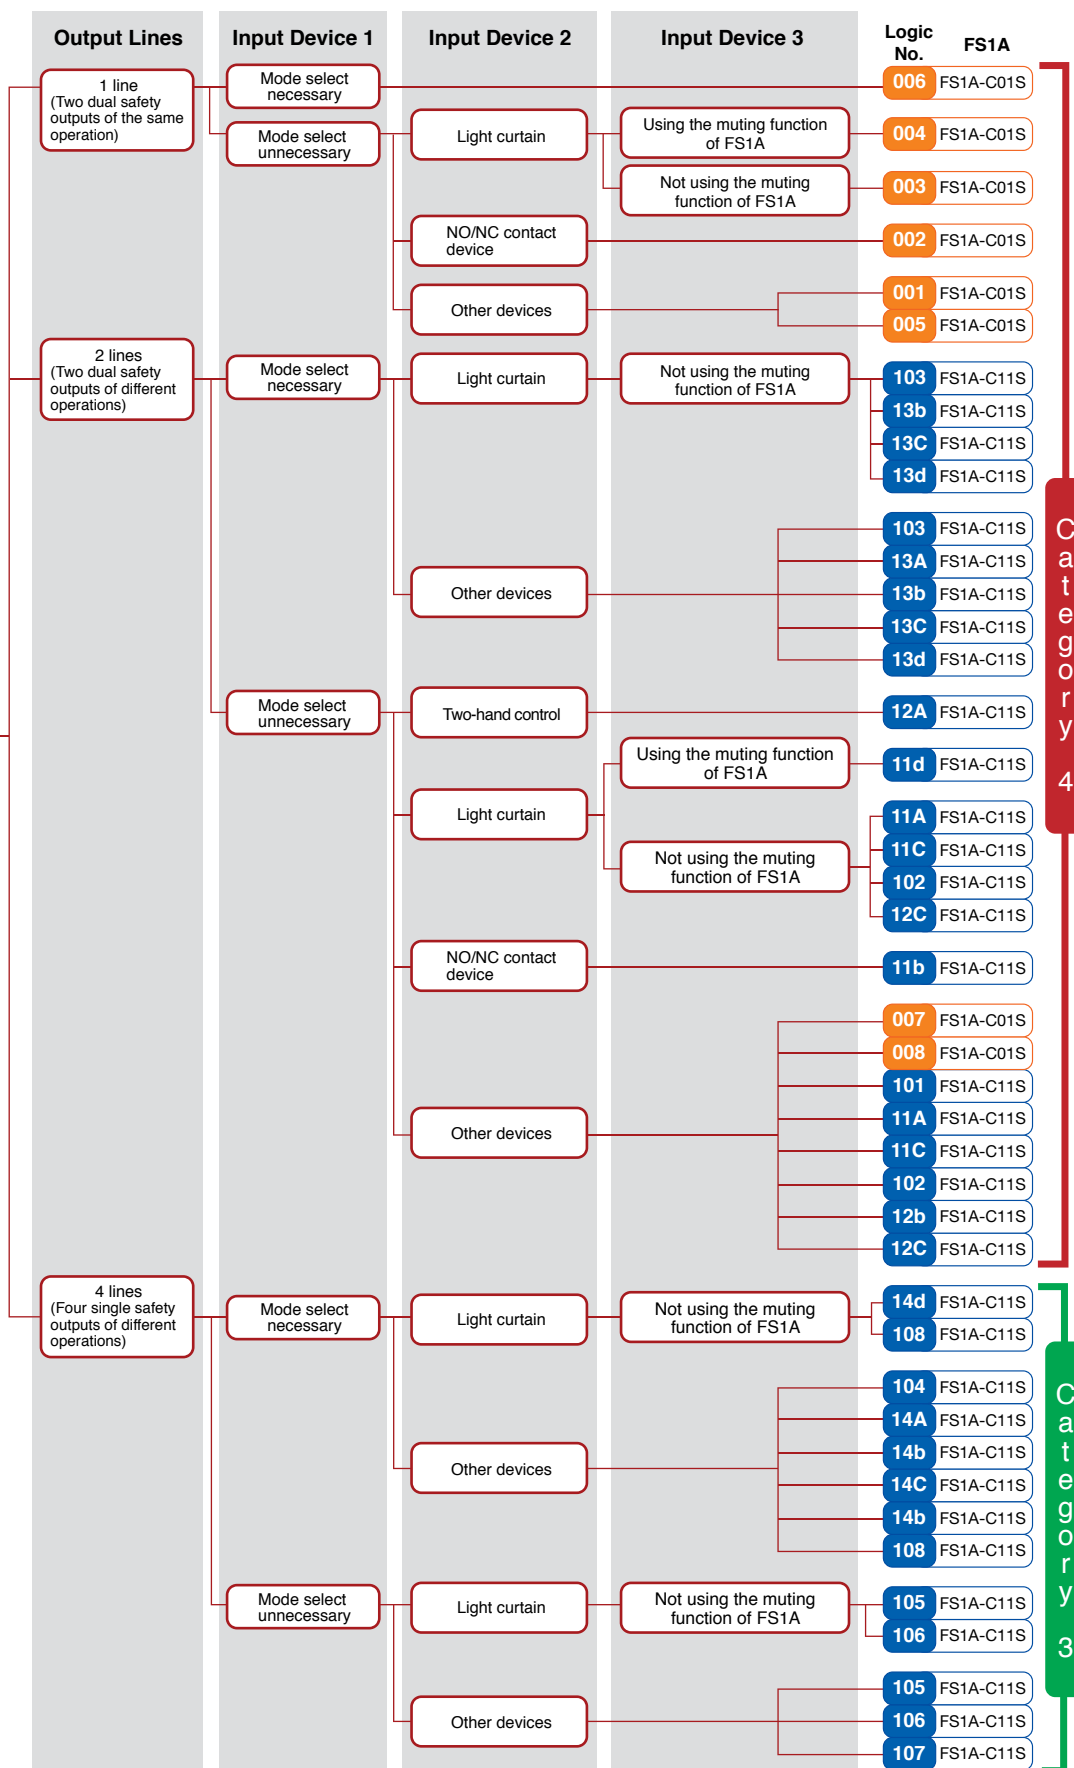 Output Lines
Input Device 1
Input Device 2
Input Device 3
Logic
No.
FS1A
1 line
(Two dual safety
outputs of the same
operation)
Mode select
necessary
006 FS1A-C01S
Mode select
unnecessary
Light curtain
Using the muting function
of FS1A
004 FS1A-C01S
Not using the muting
function of FS1A
003 FS1A-C01S
NO/NC contact
device
002 FS1A-C01S
Other devices
001 FS1A-C01S
005 FS1A-C01S
2 lines
(Two dual safety
outputs of different
operations)
Mode select
necessary
Light curtain
Not using the muting
function of FS1A
103 FS1A-C11S
13b FS1A-C11S
13C FS1A-C11S
13d FS1A-C11S
Other devices
103 FS1A-C11S
13A FS1A-C11S
13b FS1A-C11S
13C FS1A-C11S
13d FS1A-C11S
Mode select
unnecessary
Two-hand control
12A FS1A-C11S
Light curtain
Using the muting function
of FS1A
11d FS1A-C11S
Not using the muting
function of FS1A
11A FS1A-C11S
11C FS1A-C11S
102 FS1A-C11S
12C FS1A-C11S
NO/NC contact
device
11b FS1A-C11S
Other devices
007 FS1A-C01S
008 FS1A-C01S
101 FS1A-C11S
11A FS1A-C11S
11C FS1A-C11S
102 FS1A-C11S
12b FS1A-C11S
12C FS1A-C11S
Category 4
4 lines
(Four single safety
outputs of different
operations)
Mode select
necessary
Light curtain
Not using the muting
function of FS1A
14d FS1A-C11S
108 FS1A-C11S
Other devices
104 FS1A-C11S
14A FS1A-C11S
14b FS1A-C11S
14C FS1A-C11S
14b FS1A-C11S
108 FS1A-C11S
Mode select
unnecessary
Light curtain
Not using the muting
function of FS1A
105 FS1A-C11S
106 FS1A-C11S
Other devices
105 FS1A-C11S
106 FS1A-C11S
107 FS1A-C11S
Category 3